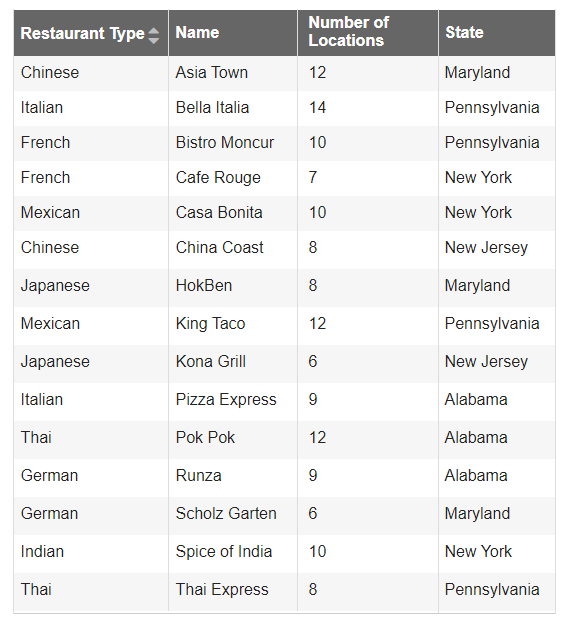 Restaurant Type Name Number of Locations State
Chinese Asia Town 12 Maryland
Italian Bella Italia 14 Pennsylvania
French Bistro Moncur 10 Pennsylvania
French Cafe Rouge 7 New York
Mexican Casa Bonita 10 New York
Chinese China Coast 8 New Jersey
Japanese HokBen 8 Maryland
Mexican King Taco 12 Pennsylvania
Japanese Kona Grill 6 New Jersey
Italian Pizza Express 9 Alabama
Thai Pok Pok 12 Alabama
German Runza 9 Alabama
German Scholz Garten 6 Maryland
Indian Spice of India 10 New York
Thai Thai Express 8 Pennsylvania